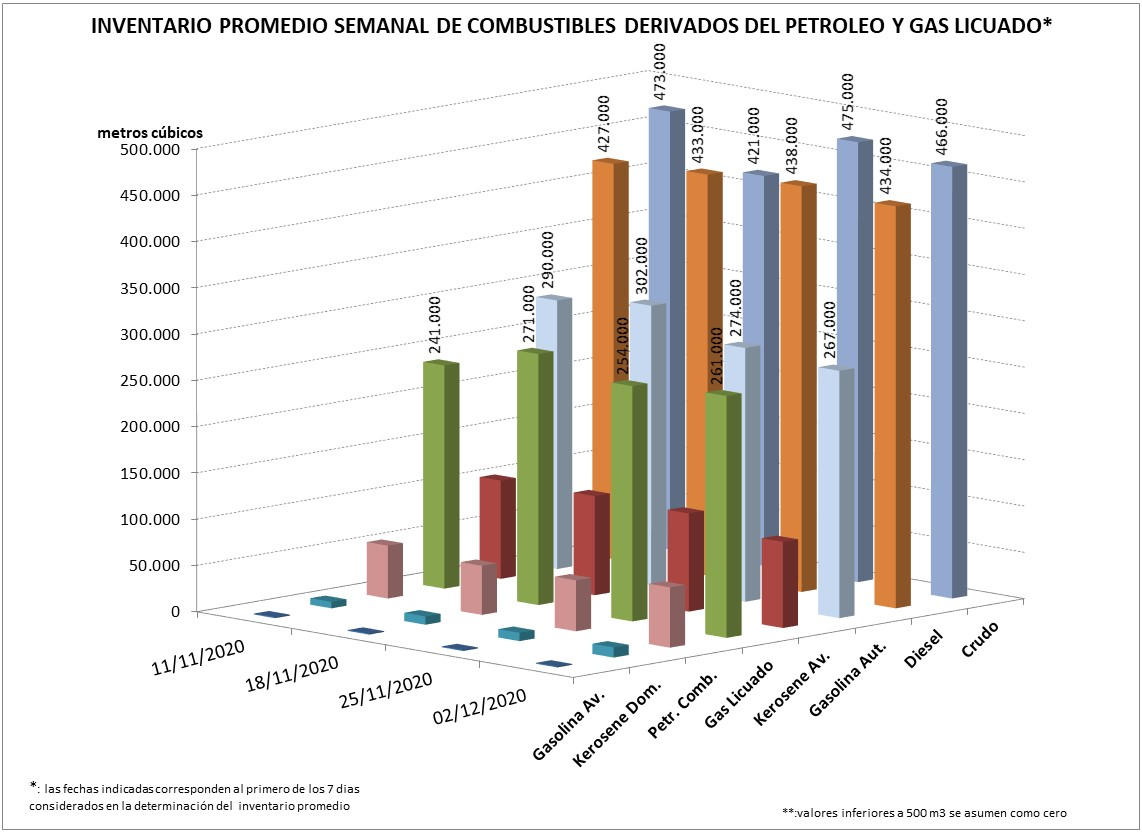 INVENTARIO PROMEDIO SEMANAL DE COMBUSTIBLES DERIVADOS DEL PETROLEO Y GAS LICUADO*
metros cúbicos
500.000
450.000
400.000
350.000
300.000
250.000
200.000
150.000
100.000
50.000
0
241.000
271.000
254.000
261.000
290.000
302.000
274.000
267.000
427.000
433.000
438.000
434.000
473.000
421.000
475.000
466.000
11/11/2020
18/11/2020
25/11/2020
02/12/2020
Gasolina Av.
Kerosene Dom.
Petr. Comb.
Gas Licuado
Kerosene Av.
Gasolina Aut.
Diesel
Crudo
*: las fechas indicadas corresponden al primero de los 7 dias
considerados en la determinación del inventario promedio
**:valores inferiores a 500 m3 se asumen como cero